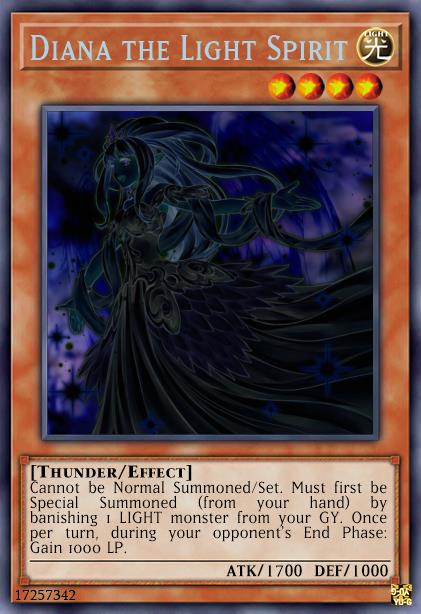 DIANA THE LIGHT SPIRIT
LIGHT
光
[THUNDER/EFFECT]
Cannot be Normal Summoned/Set. Must first be
Special Summoned (from your hand) by
banishing 1 LIGHT monster from your GY. Once
per turn, during your opponent's End Phase:
Gain 1000 LP.
ATK/1700 DEF/1000
17257342